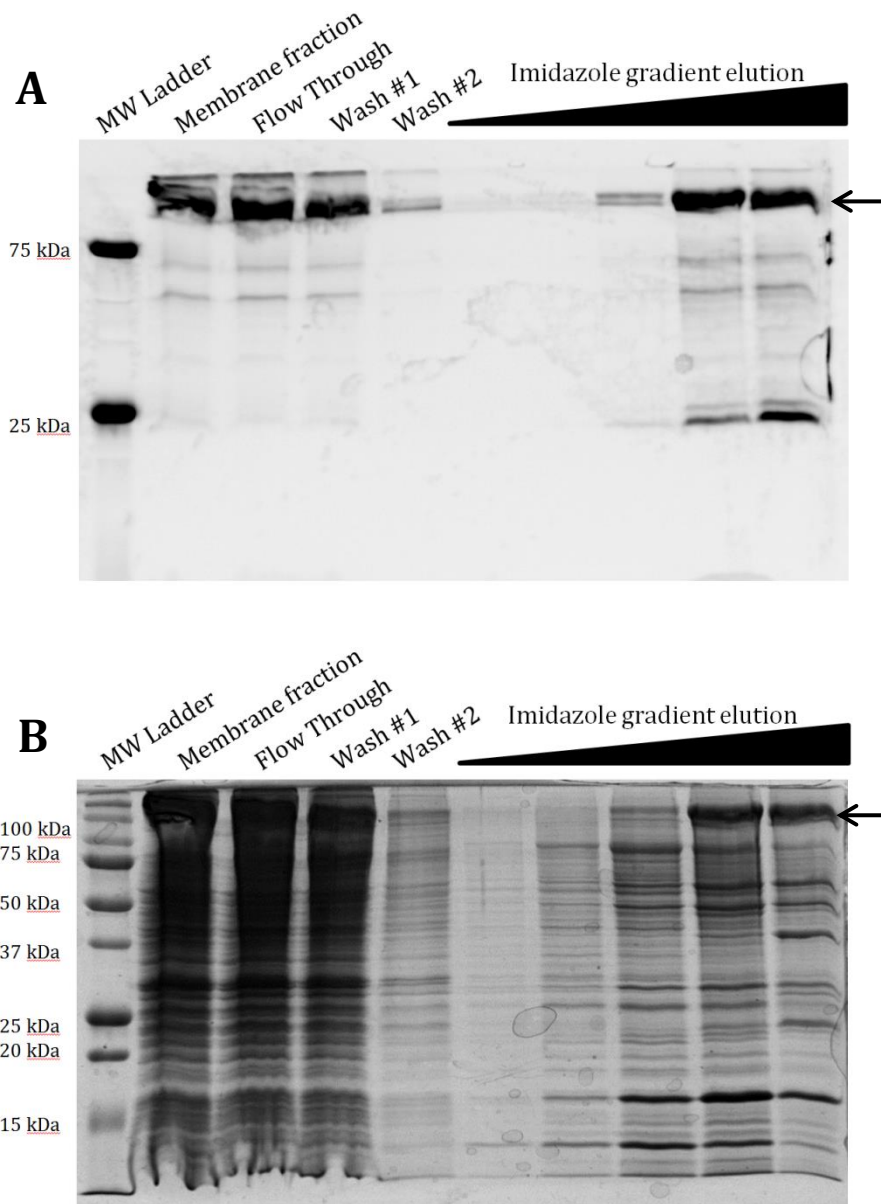 A
MW Ladder
Membrane fraction
Flow Through
Wash #1
Wash #2
Imidazole gradient elution
75 kDa
25 kDa
B
MW Ladder
Membrane fraction
Flow Through
Wash #1
Wash #2
Imidazole gradient elution
100 kDa
75 kDa
50 kDa
37 kDa
25 kDa
20 kDa
15 kDa